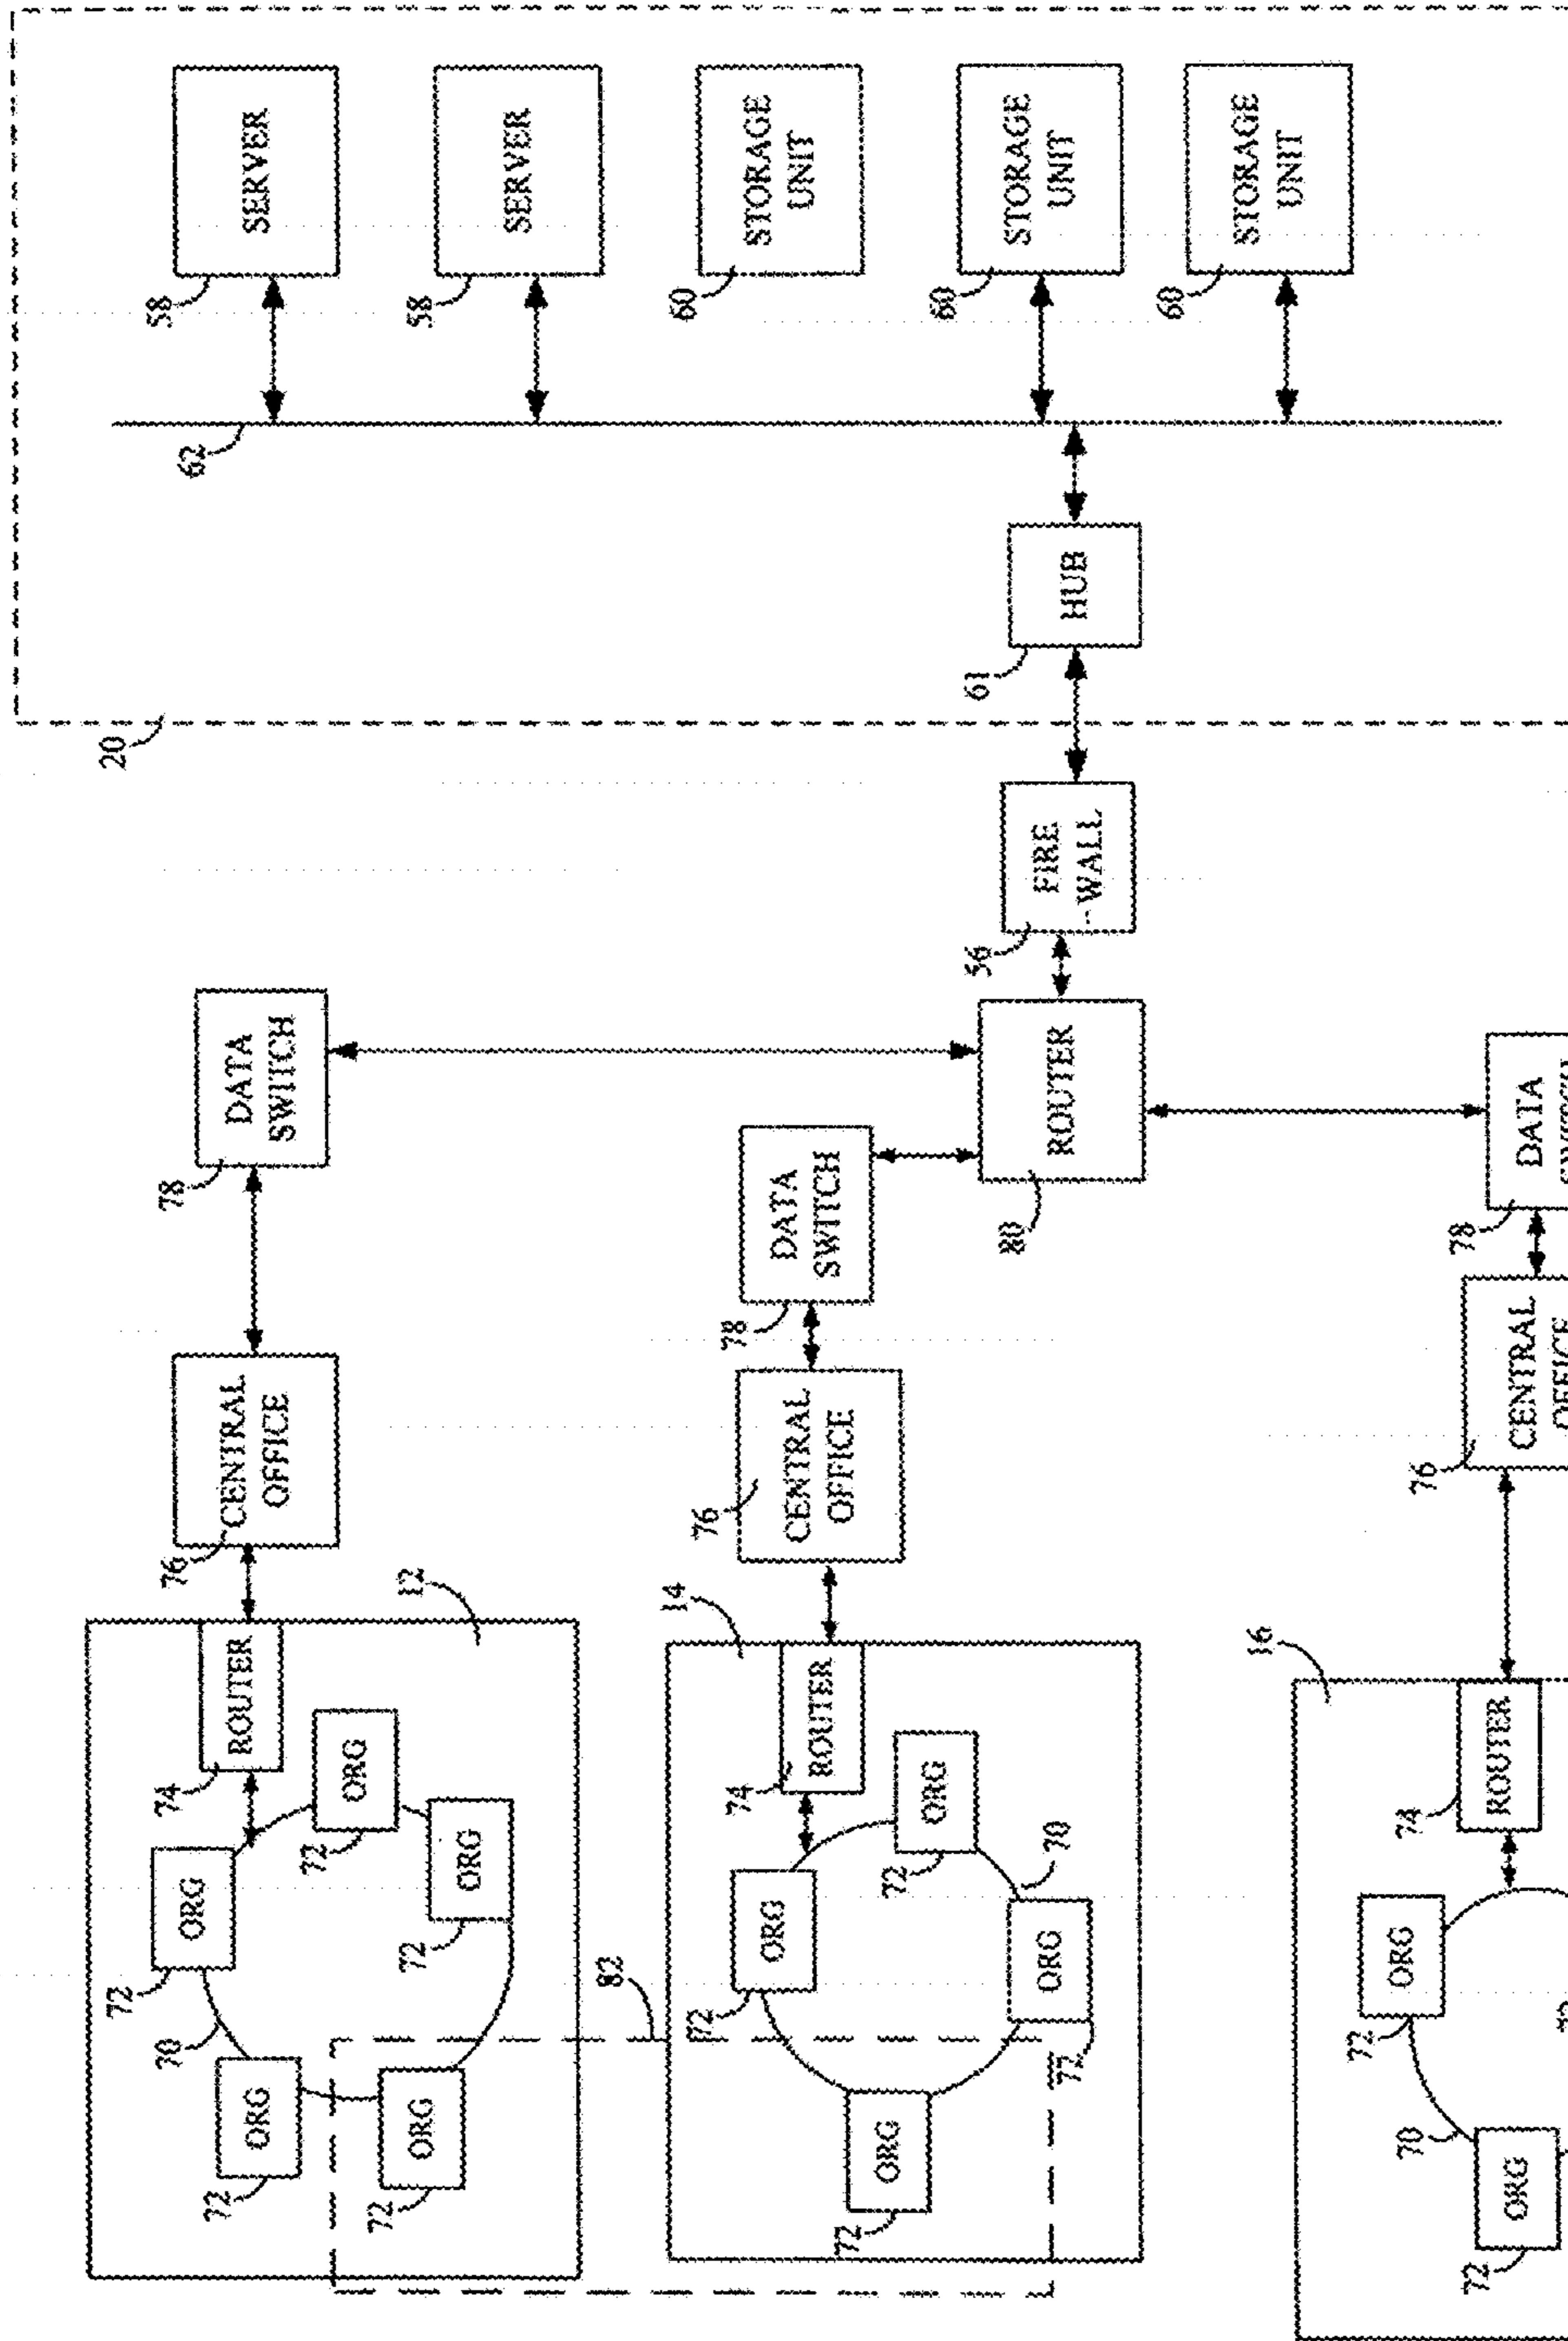 12
ORG
72
ORG
72
70
ORG
72
ORG
72
ORG
72
ROUTER
74
CENTRAL
OFFICE
76
DATA
SWITCH
78
20
62
SERVER
58
SERVER
58
STORAGE
UNIT
60
STORAGE
UNIT
60
STORAGE
UNIT
60
82
14
ORG
72
ORG
72
ORG
72
70
ORG
72
ROUTER
74
CENTRAL
OFFICE
76
DATA
SWITCH
78
ROUTER
80
FIRE
WALL
56
HUB
61
16
ORG
72
70
ORG
72
ROUTER
74
CENTRAL
76
DATA
78